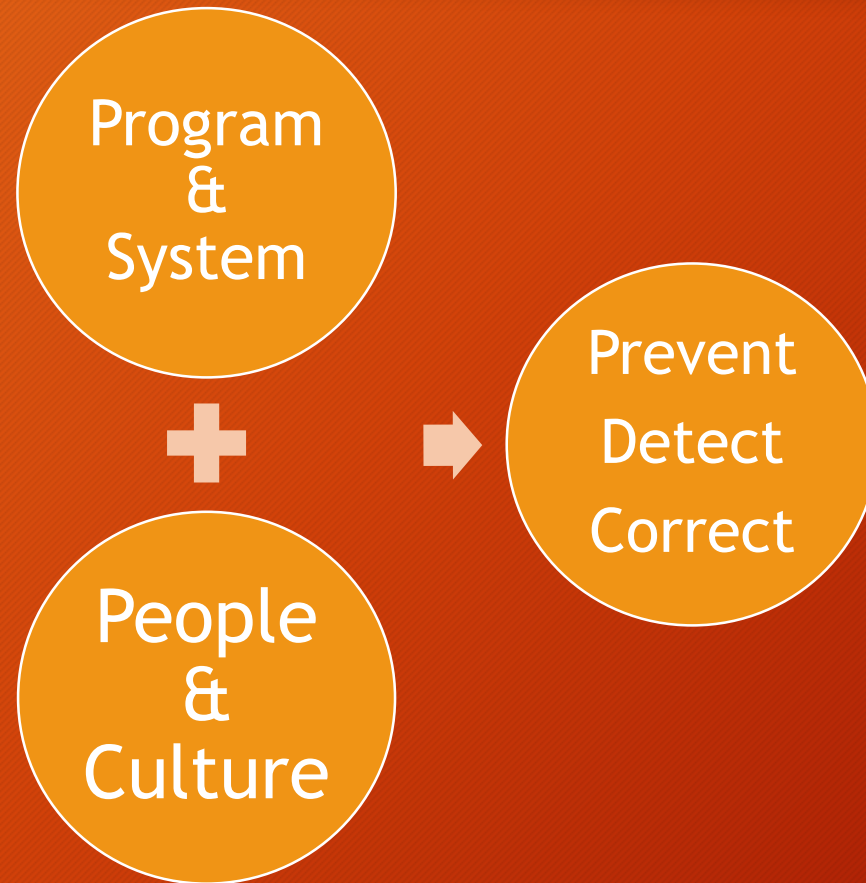 Program
&
System
People
&
Culture
Prevent
Detect
Correct